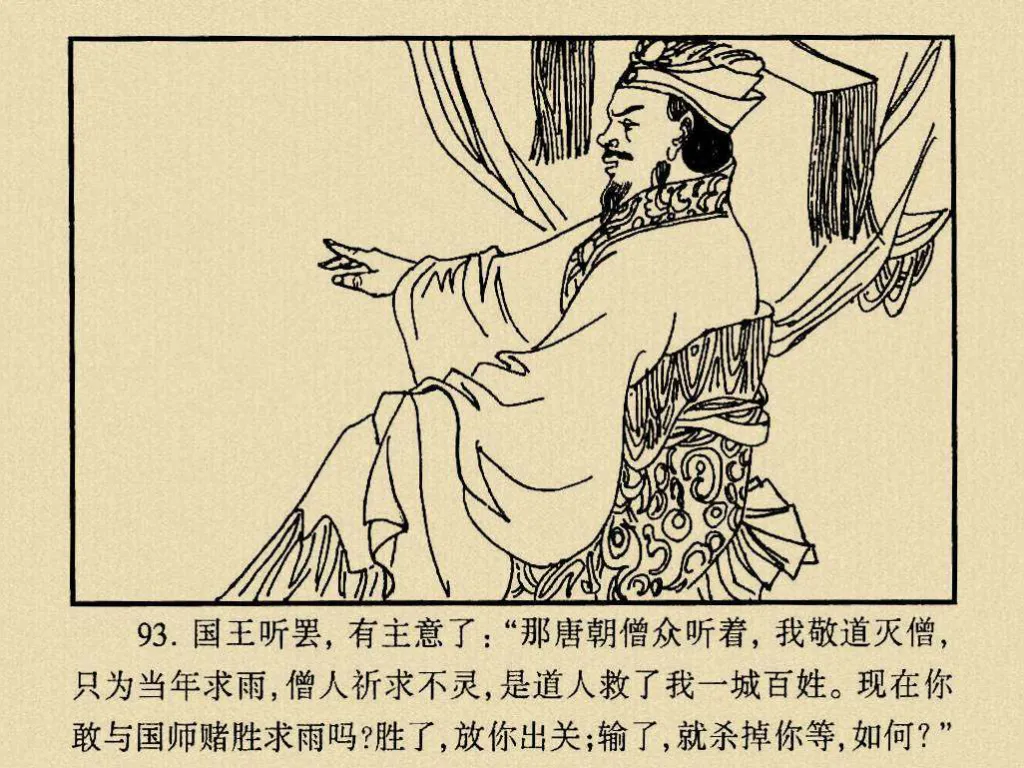 93. 国王听罢，有主意了：“那唐朝僧众听着，我敬道灭僧，
只为当年求雨，僧人祈求不灵，是道人救了我一城百姓。现在你
敢与国师赌胜求雨吗？胜了，放你出关；输了，就杀掉你等，如何？”